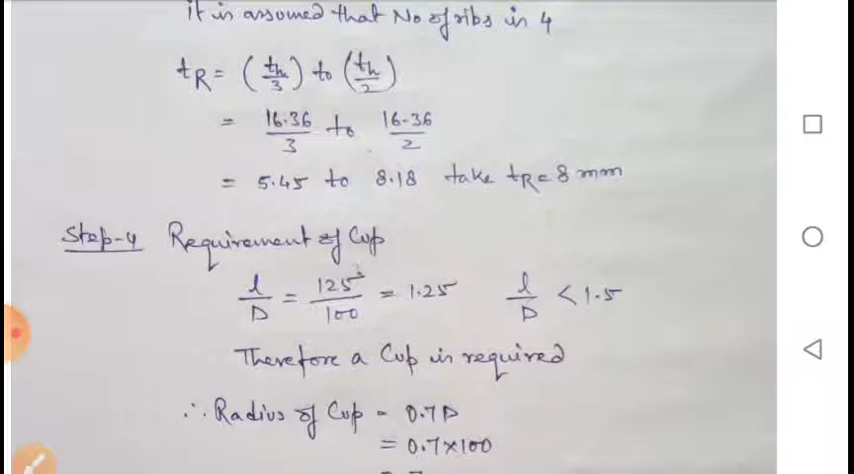 it is assumed that No of ribs is 4
tR = (th/3) to (th/2)
= 16.36/3 to 16-36/2
= 5.45 to 8.18 take tR = 8 mm
Step-4 Requirement of Cup
l/D = 125/100 = 1.25 l/D < 1.5
Therefore a Cup is required
∴ Radius of Cup = 0.7D
= 0.7×100